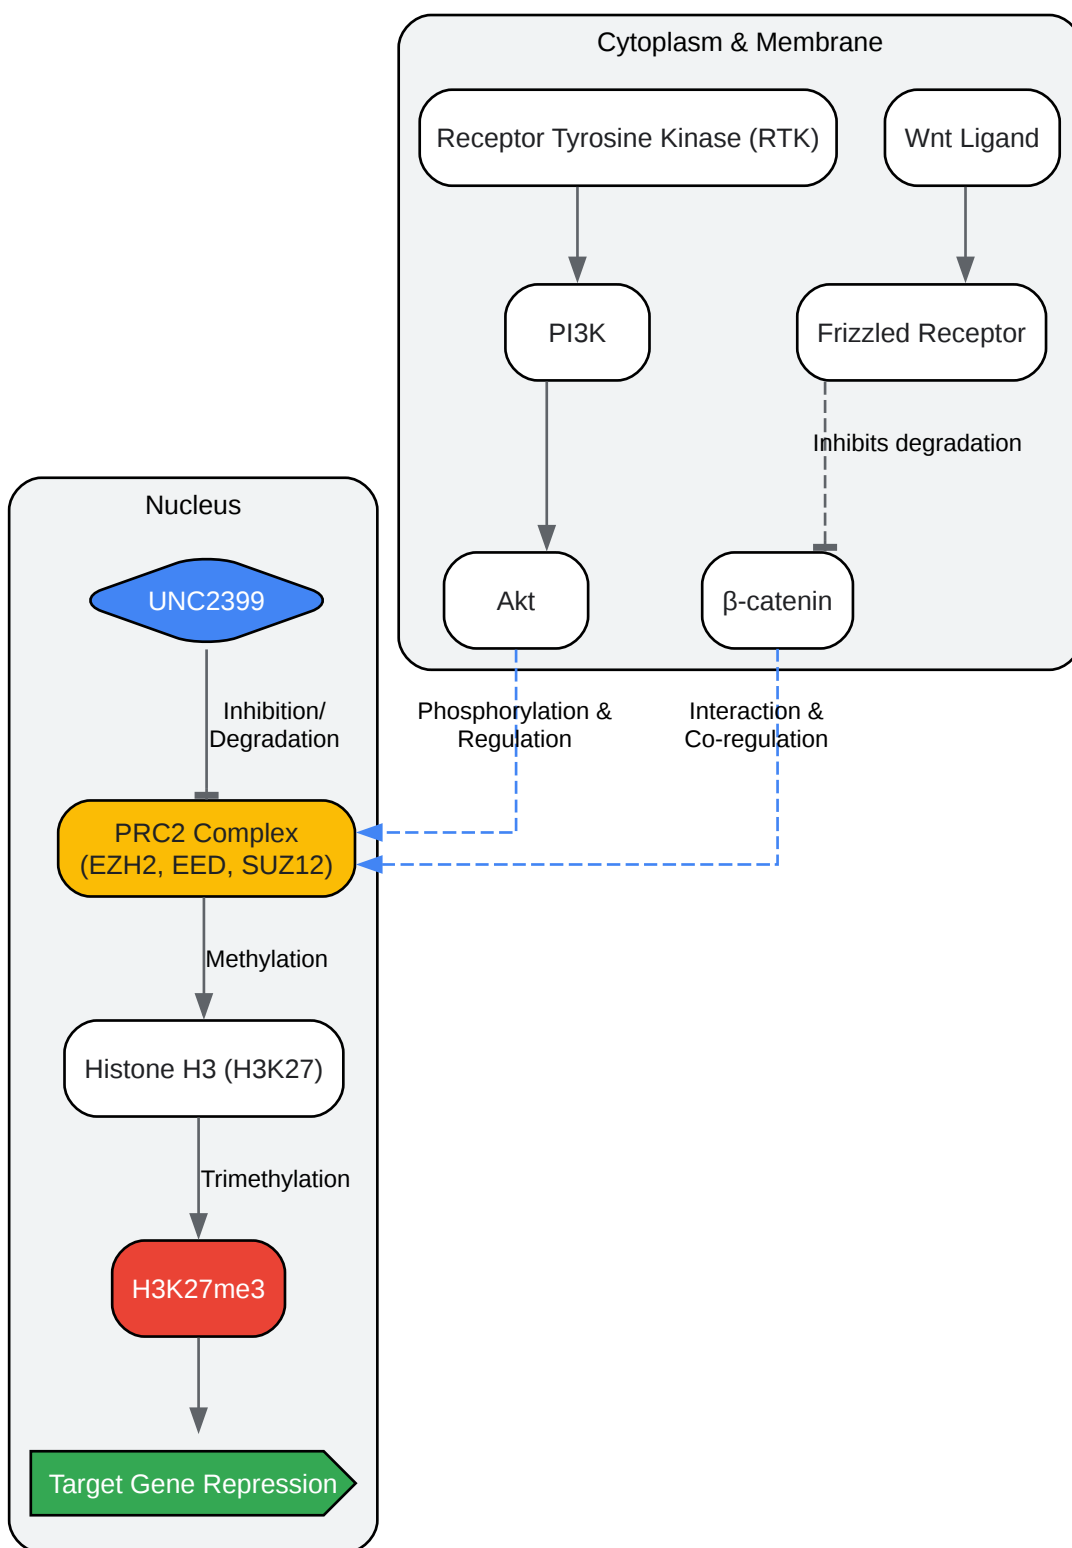 Cytoplasm & Membrane
Receptor Tyrosine Kinase (RTK)
Wnt Ligand
PI3K
Frizzled Receptor
Inhibits degradation
Akt
β-catenin
Phosphorylation &
Regulation
Interaction &
Co-regulation
Nucleus
UNC2399
Inhibition/
Degradation
PRC2 Complex
(EZH2, EED, SUZ12)
Methylation
Histone H3 (H3K27)
Trimethylation
H3K27me3
Target Gene Repression